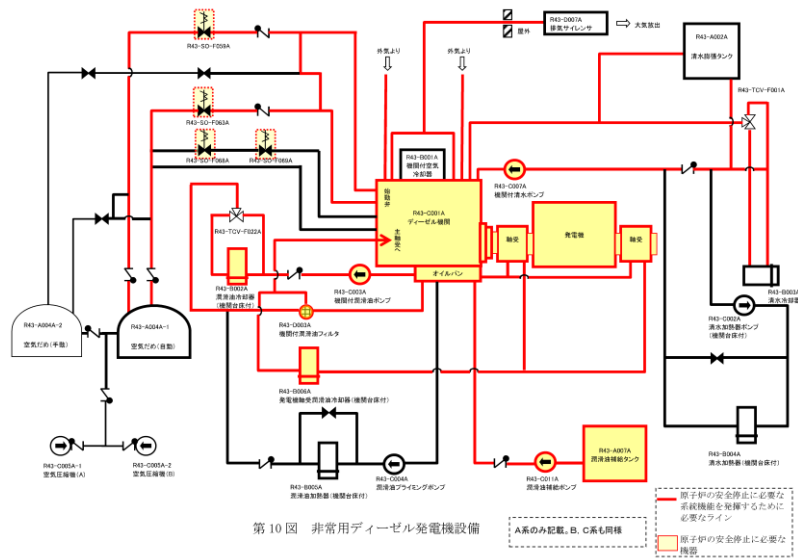 R43-D007A
排気サイレンサ
大気放出
屋外
R43-SO-F059A
外気より
外気より
R43-A002A
清水膨張タンク
R43-TCV-F001A
R43-SO-F063A
R43-SO-F068A
R43-SO-F069A
R43-B001A
機関付空気
冷却器
R43-C007A
機関付清水ポンプ
始動弁
R43-C001A
ディーゼル機関
主軸受へ
軸受
発電機
軸受
R43-TCV-F022A
オイルパン
R43-B002A
潤滑油冷却器
(機関台床付)
R43-C003A
機関付潤滑油ポンプ
R43-B003A
清水冷却器
R43-A004A-2
空気だめ(手動)
R43-A004A-1
空気だめ(自動)
R43-D003A
機関付潤滑油フィルタ
R43-C002A
清水加熱器ポンプ
(機関台床付)
R43-B006A
発電機軸受潤滑油冷却器(機関台床付)
R43-C005A-1
空気圧縮機(A)
R43-C005A-2
空気圧縮機(B)
R43-B005A
潤滑油加熱器(機関台床付)
R43-C004A
潤滑油プライミングポンプ
R43-C011A
潤滑油補給ポンプ
R43-A007A
潤滑油補給タンク
R43-B004A
清水加熱器(機関台床付)
第10図 非常用ディーゼル発電機設備
A系のみ記載。B、C系も同様
原子炉の安全停止に必要な
系統機能を発揮するために
必要なライン
原子炉の安全停止に必要な
機器